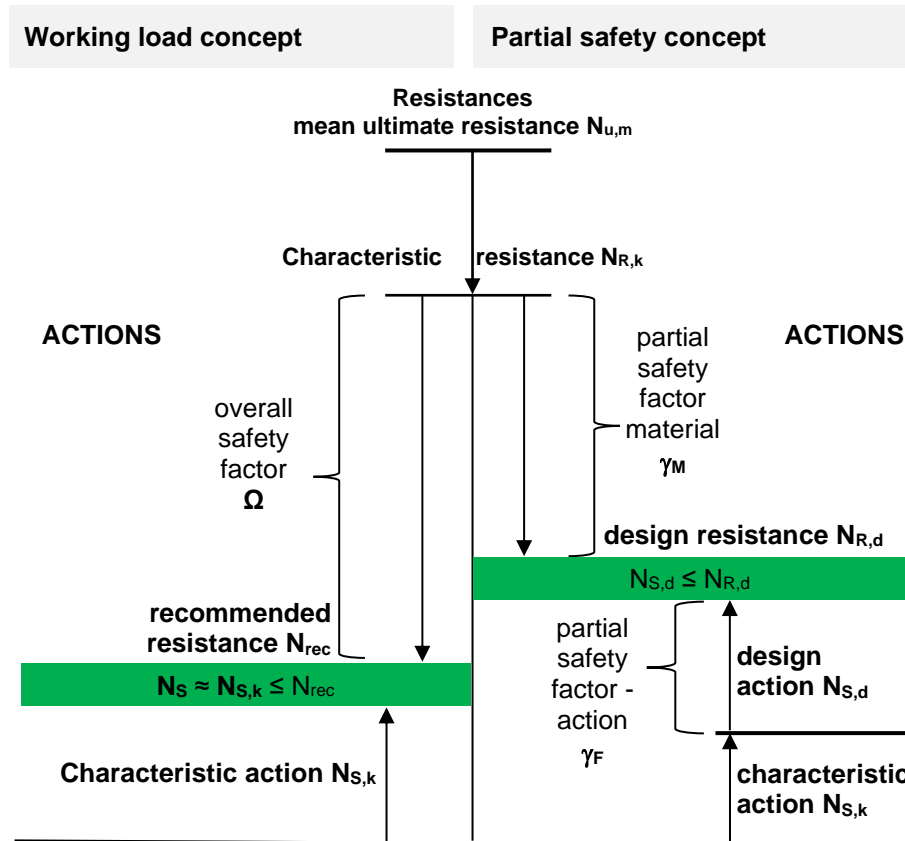 Working load concept
Partial safety concept
Resistances
mean ultimate resistance Nu,m
Characteristic resistance NR,k
ACTIONS
ACTIONS
overall
safety
factor
Ω
partial
safety
factor
material
γM
design resistance NR,d
NS,d ≤ NR,d
recommended
resistance Nrec
NS ≈ NS,k ≤ Nrec
partial
safety
factor -
action
γF
design
action NS,d
Characteristic action NS,k
characteristic
action NS,k